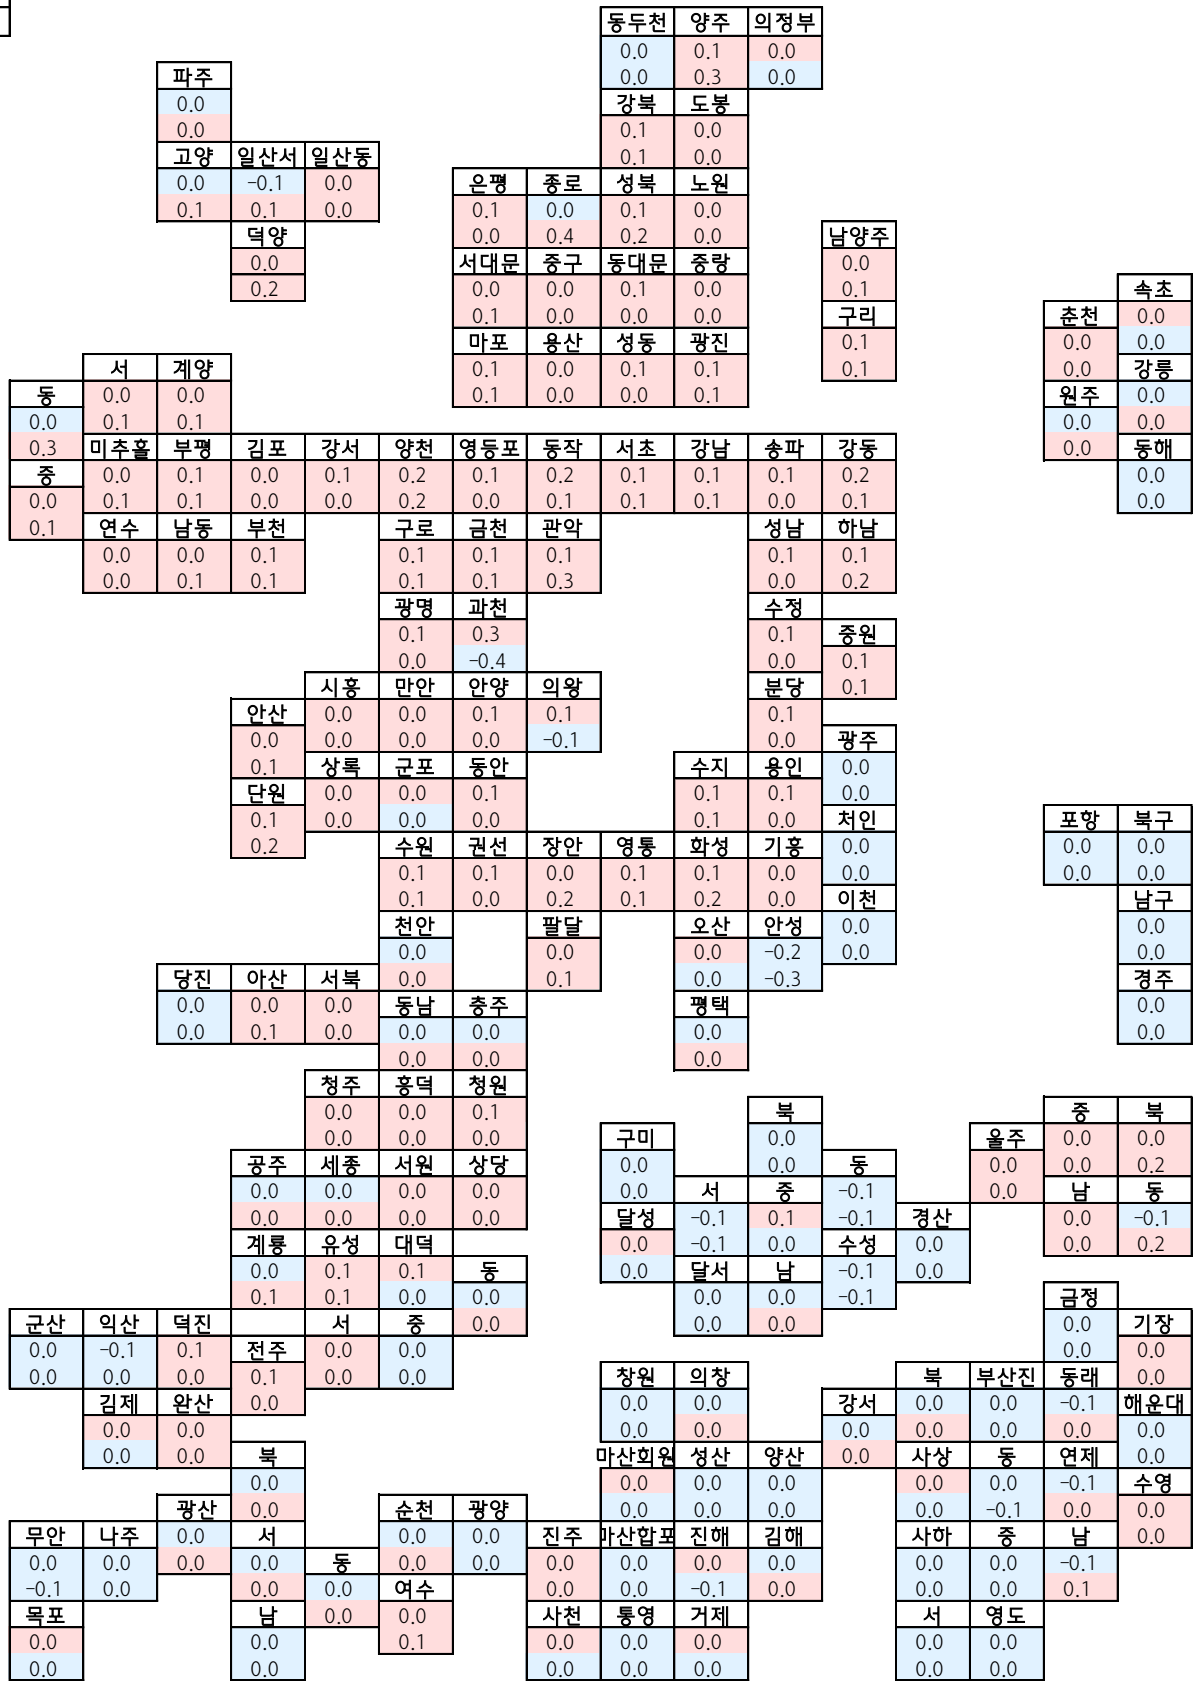 동두천 양주 의정부
0.0 0.1 0.0
0.0 0.3 0.0
파주
0.0
0.0
강북 도봉
0.1 0.0
0.1 0.0
고양 일산서 일산동
0.0 -0.1 0.0
0.1 0.1 0.0
은평 종로 성북 노원
0.1 0.0 0.1 0.0
0.0 0.4 0.2 0.0
덕양
0.0
0.2
남양주
0.0
0.1
서대문 중구 동대문 중랑
0.0 0.0 0.1 0.0
0.1 0.0 0.0 0.0
속초
0.0
0.0
춘천
0.0
0.0
구리
0.1
0.1
마포 용산 성동 광진
0.1 0.0 0.1 0.1
0.1 0.0 0.0 0.1
서 계양
0.0 0.0
0.1 0.1
강릉
0.0
0.0
동
0.0
0.3
원주
0.0
0.0
미추홀 부평 김포 강서 양천 영등포 동작 서초 강남 송파 강동
0.0 0.1 0.0 0.1 0.2 0.1 0.2 0.1 0.1 0.1 0.2
0.1 0.1 0.0 0.0 0.2 0.0 0.1 0.1 0.1 0.0 0.1
동해
0.0
0.0
중
0.0
0.1
연수 남동 부천 구로 금천 관악 성남 하남
0.0 0.0 0.1 0.1 0.1 0.1 0.1 0.1
0.0 0.1 0.1 0.1 0.1 0.3 0.0 0.2
광명 과천 수정
0.1 0.3 0.1
0.0 -0.4 0.0
중원
0.1
0.1
시흥 만안 안양 의왕 분당
0.0 0.0 0.1 0.1 0.1
0.0 0.0 0.0 -0.1 0.0
안산
0.0
0.1
광주
0.0
0.0
상록 군포 동안 수지 용인
0.0 0.0 0.1 0.1 0.1
0.0 0.0 0.0 0.1 0.0
단원
0.1
0.2
처인
0.0
0.0
포항 북구
0.0 0.0
0.0 0.0
수원 권선 장안 영통 화성 기흥
0.1 0.1 0.0 0.1 0.1 0.0
0.1 0.0 0.2 0.1 0.2 0.0
이천
0.0
0.0
남구
0.0
0.0
천안 팔달 오산 안성
0.0 0.0 0.0 -0.2
0.0 0.1 0.0 -0.3
당진 아산 서북
0.0 0.0 0.0
0.0 0.1 0.0
경주
0.0
0.0
동남 충주 평택
0.0 0.0 0.0
0.0 0.0 0.0
청주 흥덕 청원
0.0 0.0 0.1
0.0 0.0 0.0
북
0.0
0.0
중 북
0.0 0.0
0.0 0.2
구미
0.0
0.0
울주
0.0
0.0
공주 세종 서원 상당
0.0 0.0 0.0 0.0
0.0 0.0 0.0 0.0
동
-0.1
-0.1
서 중
-0.1 0.1
-0.1 0.0
남 동
0.0 -0.1
0.0 0.2
달성
0.0
0.0
경산
0.0
0.0
계룡 유성 대덕
0.0 0.1 0.1
0.1 0.1 0.0
수성
-0.1
-0.1
동
0.0
0.0
달서 남
0.0 0.0
0.0 0.0
금정
0.0
0.0
군산 익산 덕진 서 중
0.0 -0.1 0.1 0.0 0.0
0.0 0.0 0.0 0.0 0.0
기장
0.0
0.0
전주
0.1
0.0
창원 의창
0.0 0.0
0.0 0.0
북 부산진 동래
0.0 0.0 -0.1
0.0 0.0 0.0
김제 완산
0.0 0.0
0.0 0.0
강서
0.0
0.0
해운대
0.0
0.0
북
0.0
0.0
마산회원 성산 양산
0.0 0.0 0.0
0.0 0.0 0.0
사상 동 연제
0.0 0.0 -0.1
0.0 -0.1 0.0
수영
0.0
0.0
광산
0.0
0.0
순천 광양
0.0 0.0
0.0 0.0
무안 나주
0.0 0.0
-0.1 0.0
서
0.0
0.0
진주 마산합포 진해 김해
0.0 0.0 0.0 0.0
0.0 0.0 -0.1 0.0
사하 중 남
0.0 0.0 -0.1
0.0 0.0 0.1
동
0.0
0.0
여수
0.0
0.1
목포
0.0
0.0
남
0.0
0.0
사천 통영 거제
0.0 0.0 0.0
0.0 0.0 0.0
서 영도
0.0 0.0
0.0 0.0